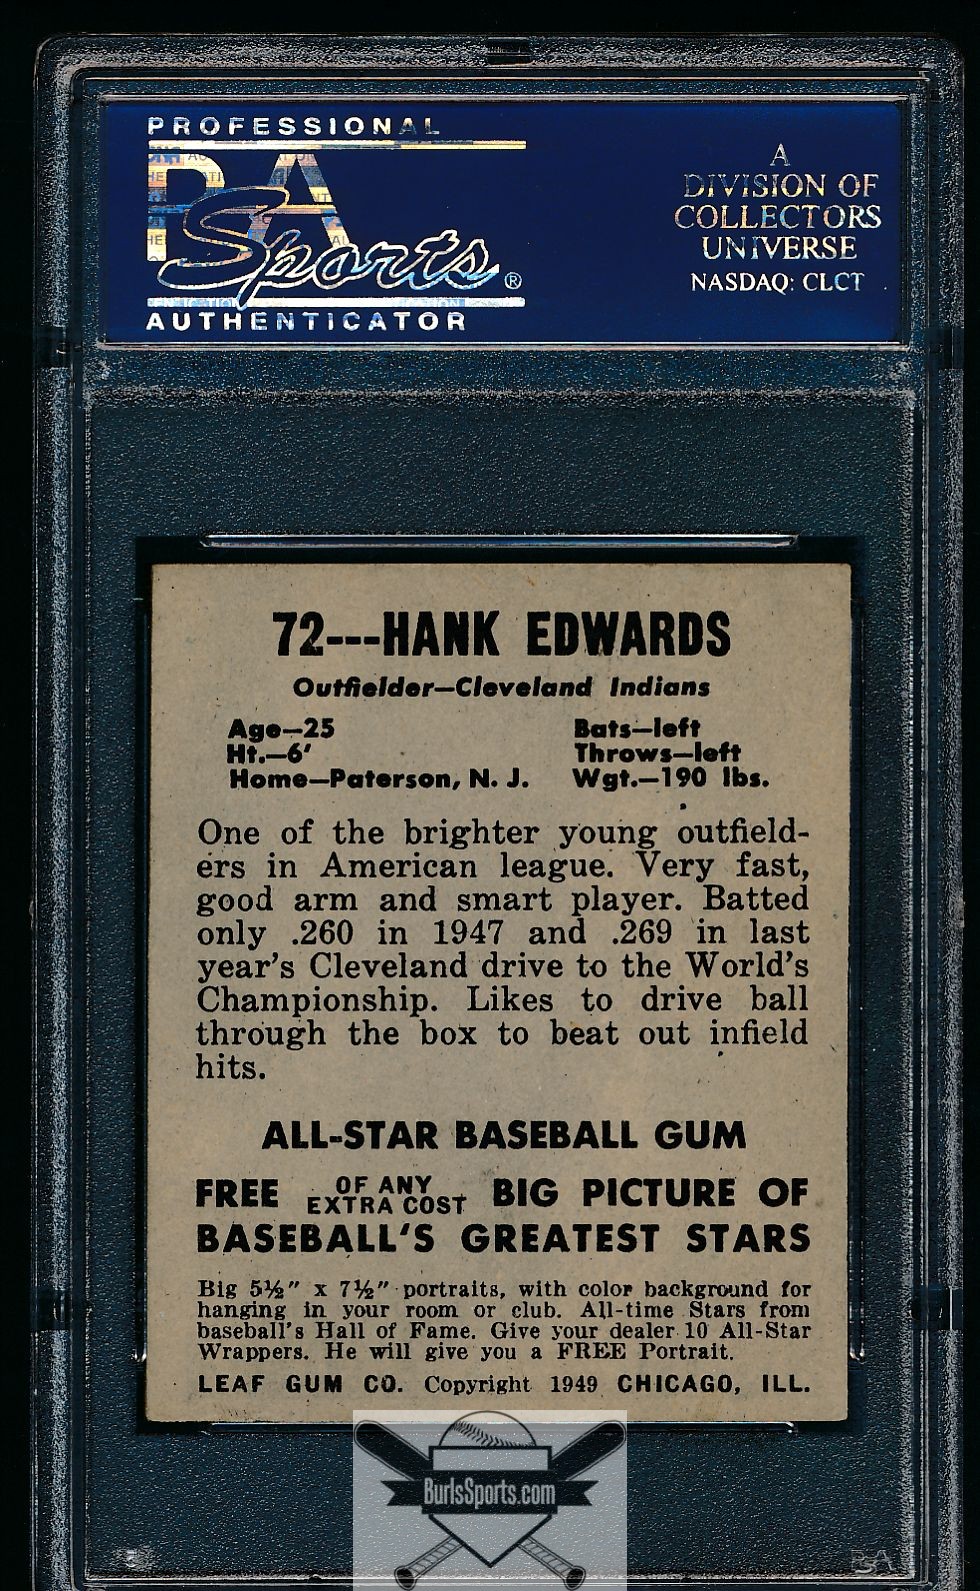 PROFESSIONAL
PSA
Sports®
AUTHENTICATOR
A
DIVISION OF
COLLECTORS
UNIVERSE
NASDAQ: CLCT
72---HANK EDWARDS
Outfielder—Cleveland Indians
Age—25 Bats—left
Ht.—6' Throws—left
Home—Paterson, N. J. Wgt.—190 lbs.
One of the brighter young outfield-
ers in American league. Very fast,
good arm and smart player. Batted
only .260 in 1947 and .269 in last
year's Cleveland drive to the World's
Championship. Likes to drive ball
through the box to beat out infield
hits.
ALL-STAR BASEBALL GUM
FREE OF ANY EXTRA COST BIG PICTURE OF
BASEBALL'S GREATEST STARS
Big 5½" x 7½" portraits, with color background for
hanging in your room or club. All-time Stars from
baseball's Hall of Fame. Give your dealer 10 All-Star
Wrappers. He will give you a FREE Portrait.
LEAF GUM CO. Copyright 1949 CHICAGO, ILL.
BurlsSports.com
PSA